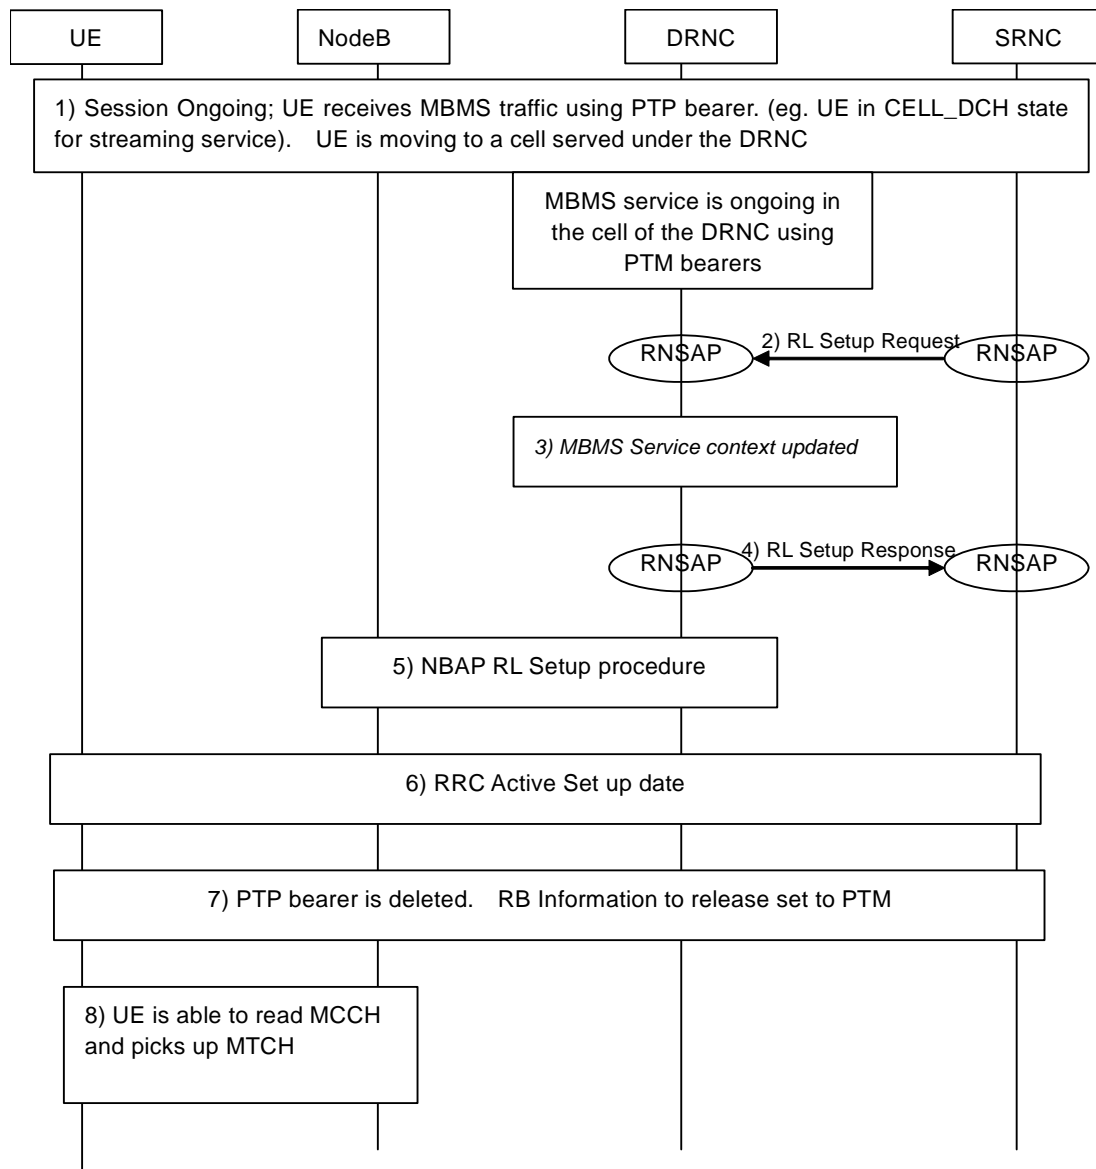 UE
NodeB
DRNC
SRNC
1) Session Ongoing; UE receives MBMS traffic using PTP bearer. (eg. UE in CELL_DCH state
for streaming service). UE is moving to a cell served under the DRNC
MBMS service is ongoing in
the cell of the DRNC using
PTM bearers
RNSAP
2) RL Setup Request
RNSAP
3) MBMS Service context updated
RNSAP
4) RL Setup Response
RNSAP
5) NBAP RL Setup procedure
6) RRC Active Set up date
7) PTP bearer is deleted. RB Information to release set to PTM
8) UE is able to read MCCH
and picks up MTCH